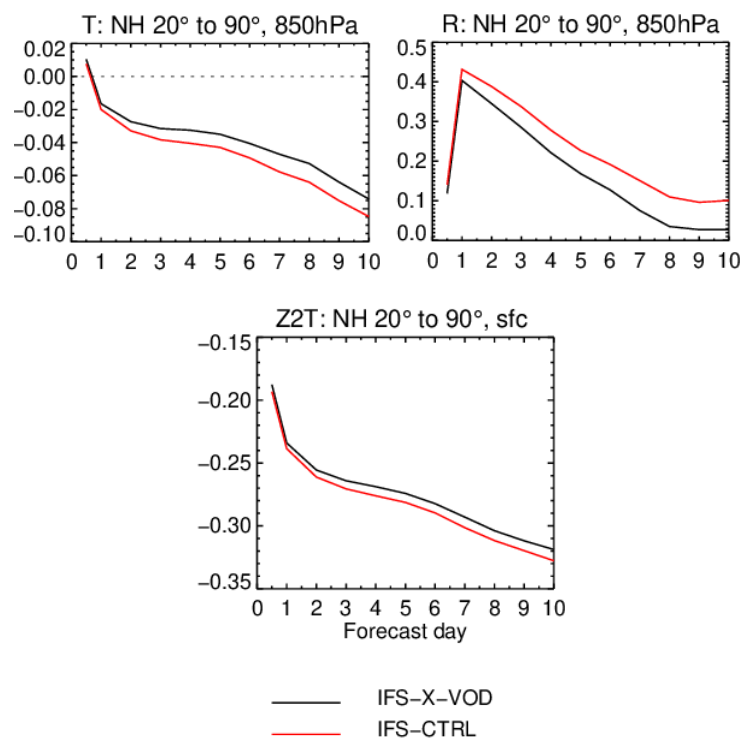 T: NH 20° to 90°, 850hPa
0.02
0.00
−0.02
−0.04
−0.06
−0.08
−0.10
0 1 2 3 4 5 6 7 8 9 10
R: NH 20° to 90°, 850hPa
0.5
0.4
0.3
0.2
0.1
0.0
0 1 2 3 4 5 6 7 8 9 10
Z2T: NH 20° to 90°, sfc
−0.15
−0.20
−0.25
−0.30
−0.35
0 1 2 3 4 5 6 7 8 9 10
Forecast day
IFS−X−VOD
IFS−CTRL